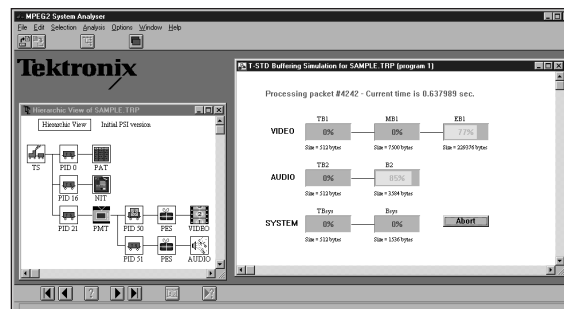 MPEG2 System Analyser
File Edit Selection Analysis Options Window Help
Tektronix
Hierarchic View of SAMPLE.TRP
Hierarchic View Initial PSI version
TS PID 0 PAT
PID 16 NIT
PID 21 PMT PID 50 PES VIDEO
PID 51 PES AUDIO
T-STD Buffering Simulation for SAMPLE.TRP (program 1)
Processing packet #4242 - Current time is 0.637989 sec.
TB1 MB1 EB1
VIDEO 0% 0% 77%
Size = 512 bytes Size = 7500 bytes Size = 229376 bytes
TB2 B2
AUDIO 0% 85%
Size = 512 bytes Size = 3584 bytes
TBsys Bsys
SYSTEM 0% 0% Abort
Size = 512 bytes Size = 1536 bytes